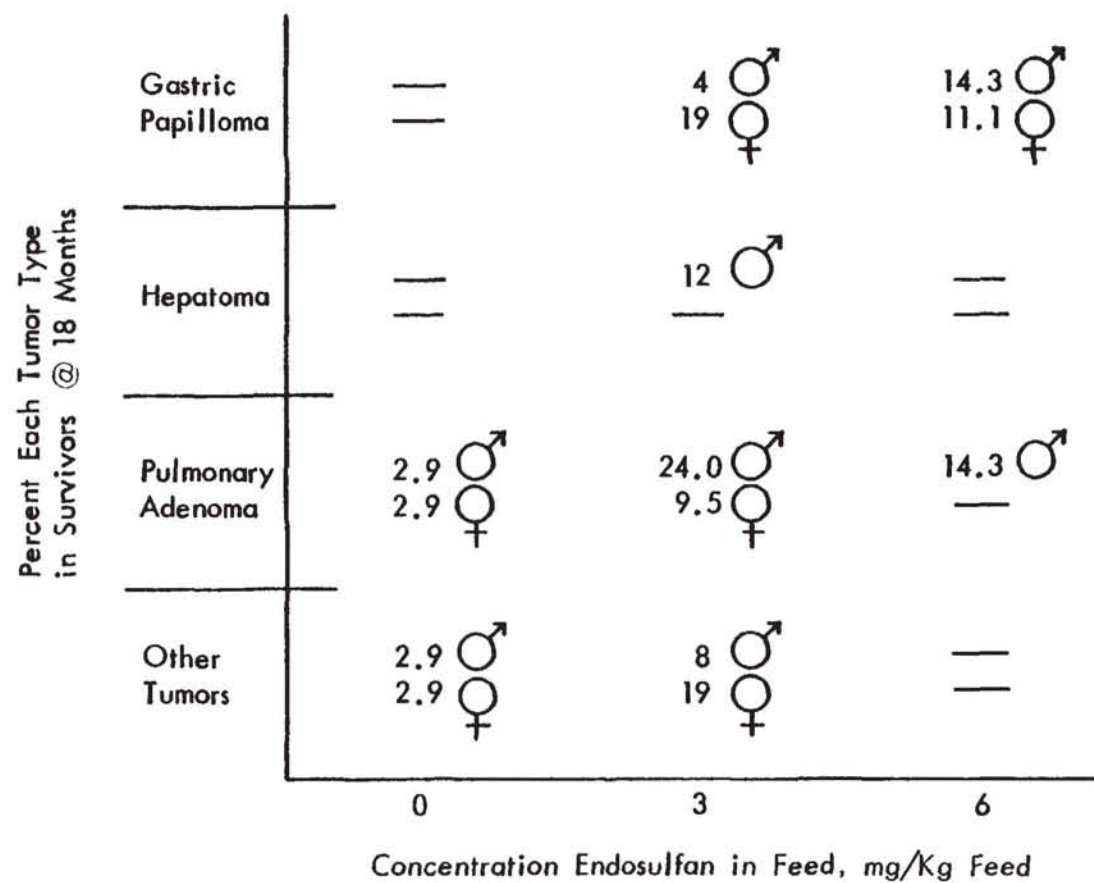 Percent Each Tumor Type
in Survivors @ 18 Months
Gastric
Papilloma
— 4 ♂ 14.3 ♂
— 19 ♀ 11.1 ♀
Hepatoma
— 12 ♂ —
— — —
Pulmonary
Adenoma
2.9 ♂ 24.0 ♂ 14.3 ♂
2.9 ♀ 9.5 ♀ —
Other
Tumors
2.9 ♂ 8 ♂ —
2.9 ♀ 19 ♀ —
0 3 6
Concentration Endosulfan in Feed, mg/Kg Feed